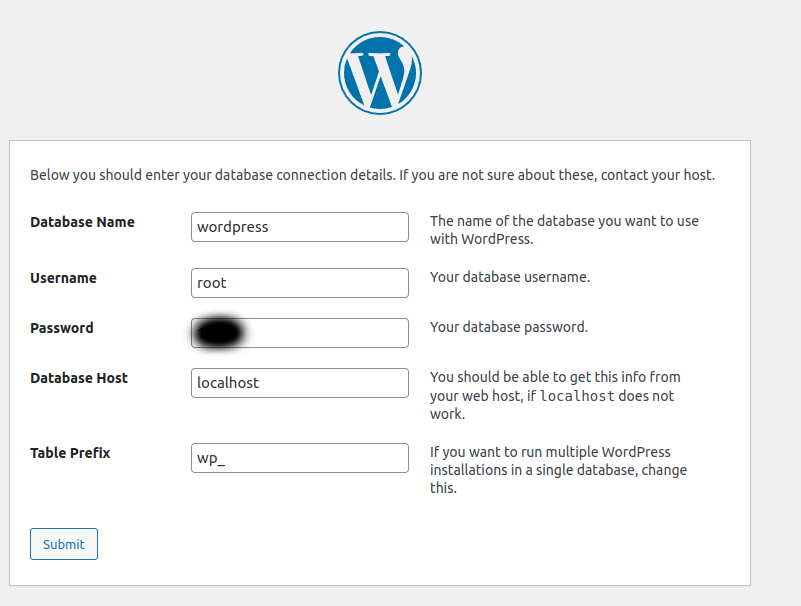 Below you should enter your database connection details. If you are not sure about these, contact your host.
Database Name
wordpress
The name of the database you want to use
with WordPress.
Username
root
Your database username.
Password
Your database password.
Database Host
localhost
You should be able to get this info from
your web host, if localhost does not
work.
Table Prefix
wp_
If you want to run multiple WordPress
installations in a single database, change
this.
Submit